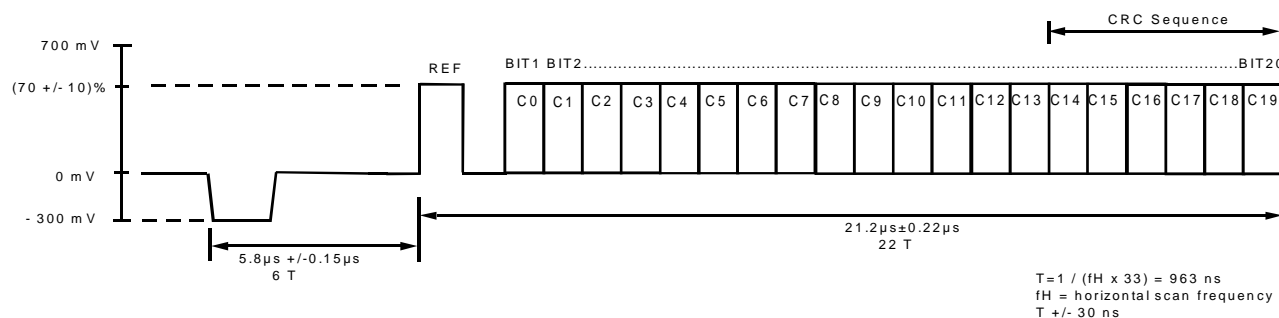 CRC Sequence
700 mV
REF
BIT1 BIT2..........................................................................................BIT20
(70 +/- 10)%
C0 C1 C2 C3 C4 C5 C6 C7 C8 C9 C10 C11 C12 C13 C14 C15 C16 C17 C18 C19
0 mV
- 300 mV
21.2µs±0.22µs
22 T
5.8µs +/-0.15µs
6 T
T=1 / (fH x 33) = 963 ns
fH = horizontal scan frequency
T +/- 30 ns